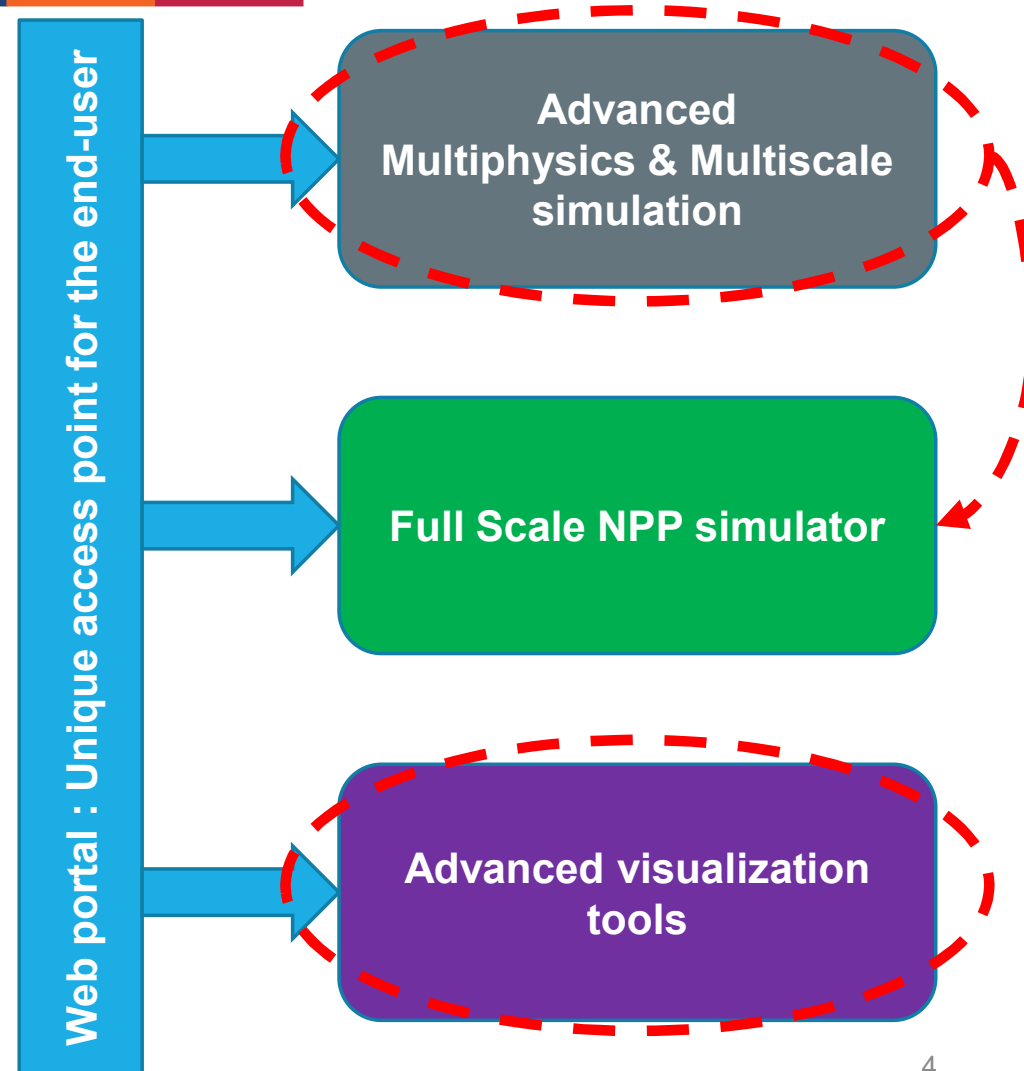 Web portal : Unique access point for the end-user
Advanced
Multiphysics & Multiscale
simulation
Full Scale NPP simulator
Advanced visualization
tools
4